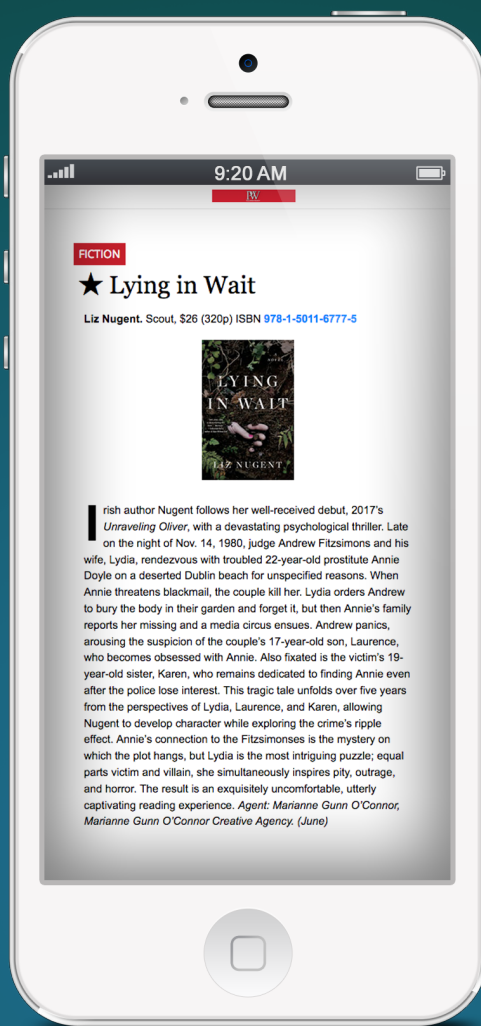 9:20 AM
PW
FICTION
★ Lying in Wait
Liz Nugent. Scout, $26 (320p) ISBN 978-1-5011-6777-5
LYING
IN WAIT
LIZ NUGENT
Irish author Nugent follows her well-received debut, 2017's
Unraveling Oliver, with a devastating psychological thriller. Late
on the night of Nov. 14, 1980, judge Andrew Fitzsimons and his
wife, Lydia, rendezvous with troubled 22-year-old prostitute Annie
Doyle on a deserted Dublin beach for unspecified reasons. When
Annie threatens blackmail, the couple kill her. Lydia orders Andrew
to bury the body in their garden and forget it, but then Annie's family
reports her missing and a media circus ensues. Andrew panics,
arousing the suspicion of the couple's 17-year-old son, Laurence,
who becomes obsessed with Annie. Also fixated is the victim's 19-
year-old sister, Karen, who remains dedicated to finding Annie even
after the police lose interest. This tragic tale unfolds over five years
from the perspectives of Lydia, Laurence, and Karen, allowing
Nugent to develop character while exploring the crime's ripple
effect. Annie's connection to the Fitzsimonses is the mystery on
which the plot hangs, but Lydia is the most intriguing puzzle; equal
parts victim and villain, she simultaneously inspires pity, outrage,
and horror. The result is an exquisitely uncomfortable, utterly
captivating reading experience. Agent: Marianne Gunn O'Connor,
Marianne Gunn O'Connor Creative Agency. (June)